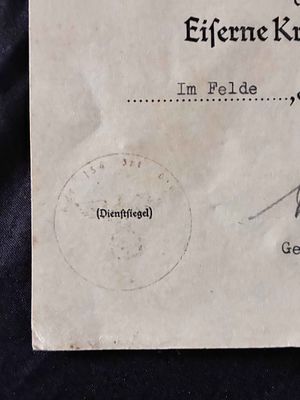 Eiserne Kr
Im Felde
(Dienstsiegel)
Ge